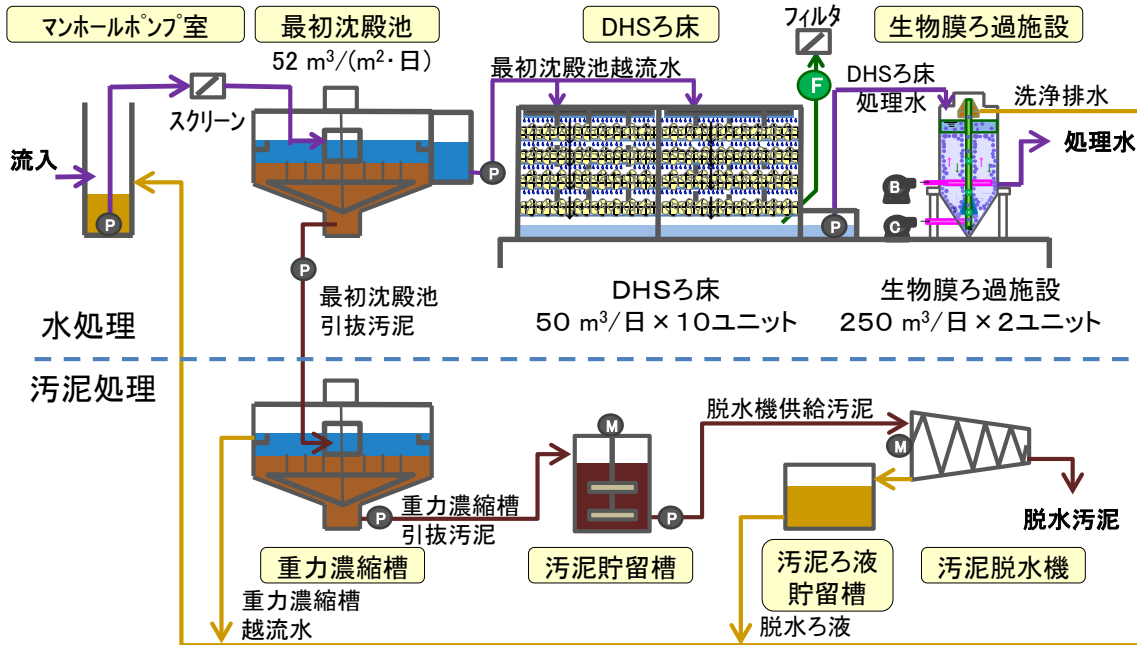 マンホールポンプ室
最初沈殿池
52 m³/(m²・日)
DHSろ床
フィルタ
生物膜ろ過施設
最初沈殿池越流水
F
DHSろ床
処理水
洗浄排水
スクリーン
流入
処理水
P
P
P
B
C
P
最初沈殿池
引抜汚泥
DHSろ床
50 m³/日×10ユニット
生物膜ろ過施設
250 m³/日×2ユニット
水処理
汚泥処理
脱水機供給汚泥
M
M
P
重力濃縮槽
引抜汚泥
P
脱水汚泥
重力濃縮槽
汚泥貯留槽
汚泥ろ液
貯留槽
汚泥脱水機
重力濃縮槽
越流水
脱水ろ液